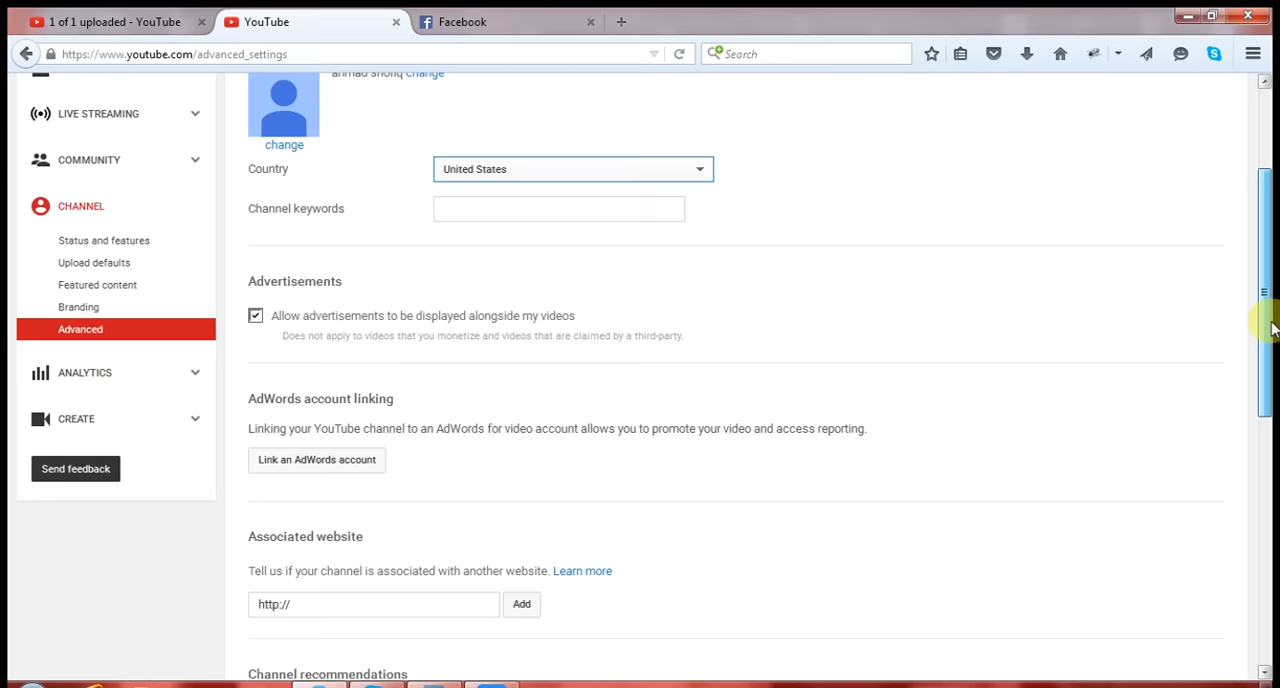 1 of 1 uploaded - YouTube
YouTube
Facebook
https://www.youtube.com/advanced_settings
Search
LIVE STREAMING
COMMUNITY
CHANNEL
Status and features
Upload defaults
Featured content
Branding
Advanced
ANALYTICS
CREATE
Send feedback
ahmad shofiq change
change
Country
United States
Channel keywords
Advertisements
Allow advertisements to be displayed alongside my videos
Does not apply to videos that you monetize and videos that are claimed by a third-party.
AdWords account linking
Linking your YouTube channel to an AdWords for video account allows you to promote your video and access reporting.
Link an AdWords account
Associated website
Tell us if your channel is associated with another website. Learn more
http://
Add
Channel recommendations